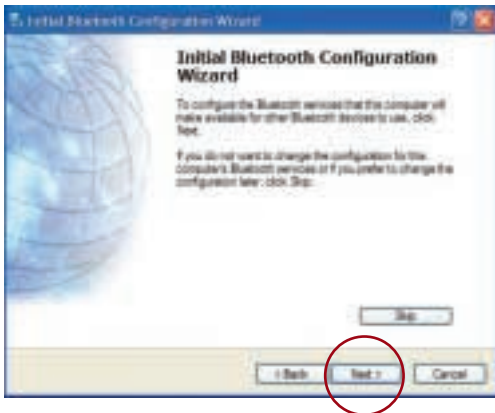 Initial Bluetooth Configuration Wizard
Initial Bluetooth Configuration
Wizard
To configure the Bluetooth services that this computer will
make available for other Bluetooth devices to use, click
Next.
If you do not want to change the configuration for this
computer's Bluetooth services or if you prefer to change the
configuration later, click Skip.
Skip
< Back
Next >
Cancel